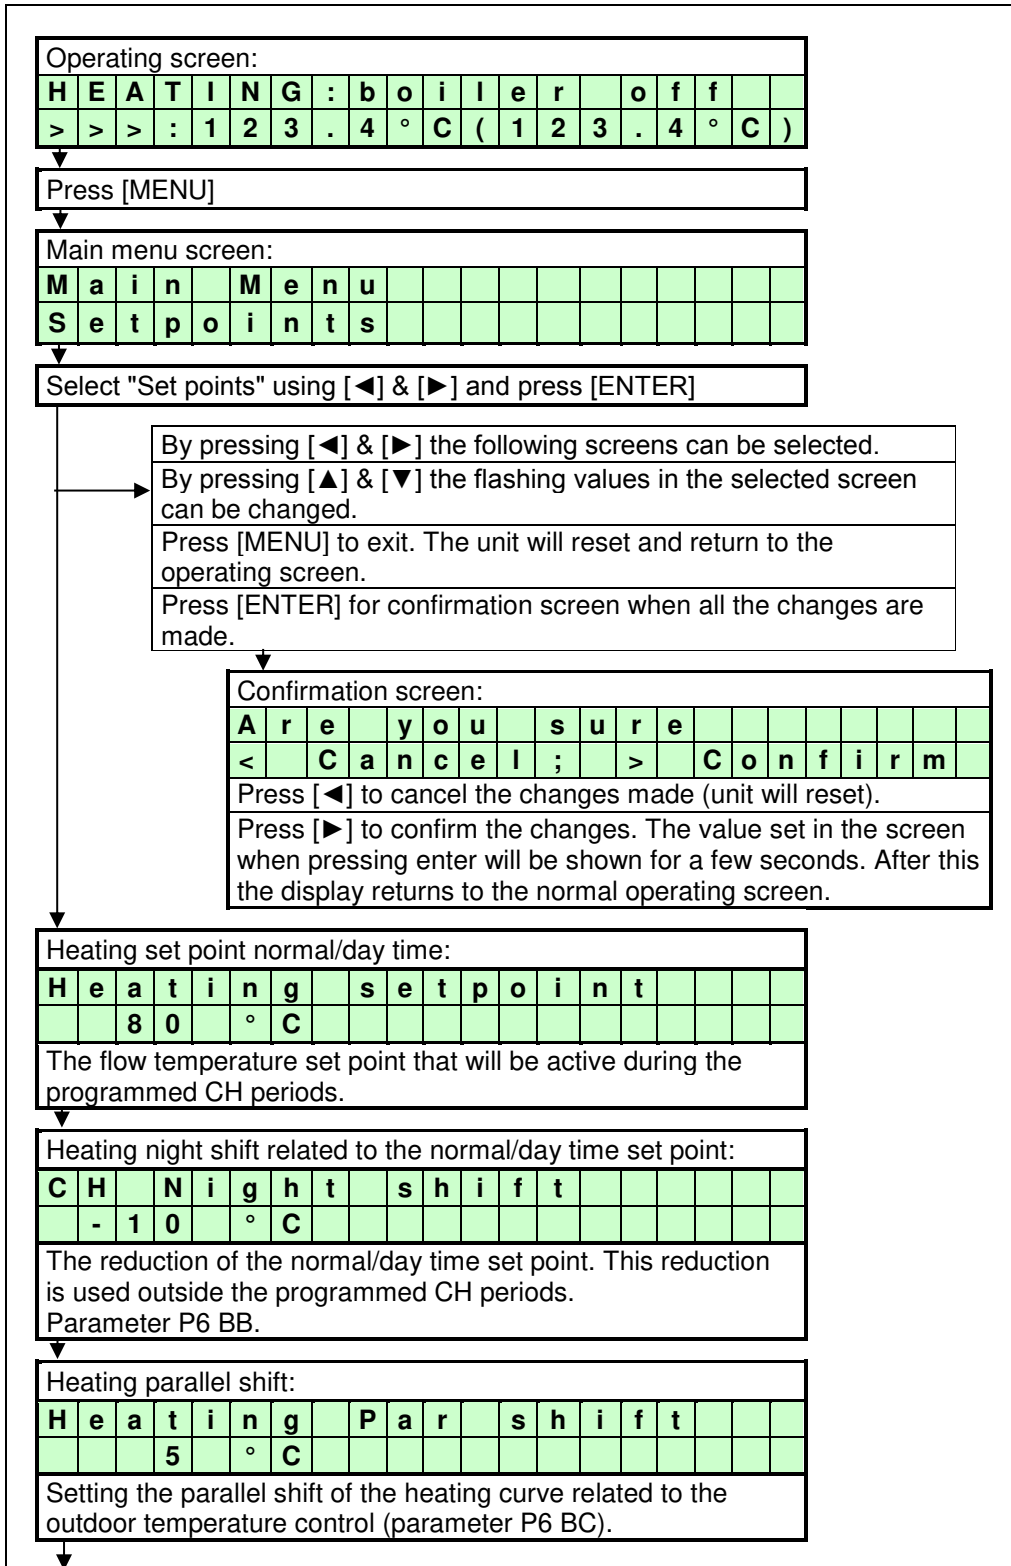 Operating screen:
HEATING:boiler off
>>>:123.4°C(123.4°C)
Press [MENU]
Main menu screen:
Main Menu
Setpoints
Select "Set points" using [◄] & [►] and press [ENTER]
By pressing [◄] & [►] the following screens can be selected.
By pressing [▲] & [▼] the flashing values in the selected screen
can be changed.
Press [MENU] to exit. The unit will reset and return to the
operating screen.
Press [ENTER] for confirmation screen when all the changes are
made.
Confirmation screen:
Are you sure
< Cancel; > Confirm
Press [◄] to cancel the changes made (unit will reset).
Press [►] to confirm the changes. The value set in the screen
when pressing enter will be shown for a few seconds. After this
the display returns to the normal operating screen.
Heating set point normal/day time:
Heating setpoint
80 °C
The flow temperature set point that will be active during the
programmed CH periods.
Heating night shift related to the normal/day time set point:
CH Night shift
-10 °C
The reduction of the normal/day time set point. This reduction
is used outside the programmed CH periods.
Parameter P6 BB.
Heating parallel shift:
Heating Par shift
5 °C
Setting the parallel shift of the heating curve related to the
outdoor temperature control (parameter P6 BC).